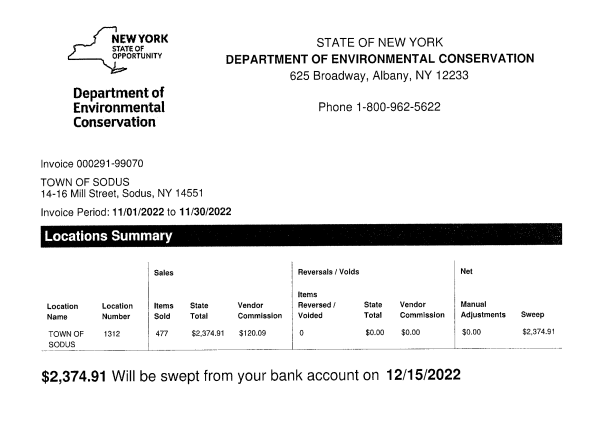 NEW YORK
STATE OF
OPPORTUNITY
Department of
Environmental
Conservation
STATE OF NEW YORK
DEPARTMENT OF ENVIRONMENTAL CONSERVATION
625 Broadway, Albany, NY 12233
Phone 1-800-962-5622
Invoice 000291-99070
TOWN OF SODUS
14-16 Mill Street, Sodus, NY 14551
Invoice Period: 11/01/2022 to 11/30/2022
Locations Summary
Sales Reversals / Voids Net
Location Name Location Number Items Sold State Total Vendor Commission Items Reversed / Voided State Total Vendor Commission Manual Adjustments Sweep
TOWN OF SODUS 1312 477 $2,374.91 $120.09 0 $0.00 $0.00 $0.00 $2,374.91
$2,374.91 Will be swept from your bank account on 12/15/2022